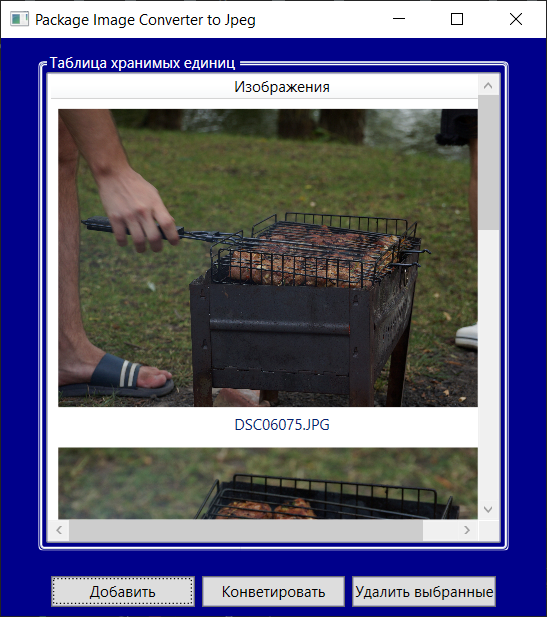 Package Image Converter to Jpeg
Таблица хранимых единиц
Изображения
DSC06075.JPG
Добавить
Конветировать
Удалить выбранные